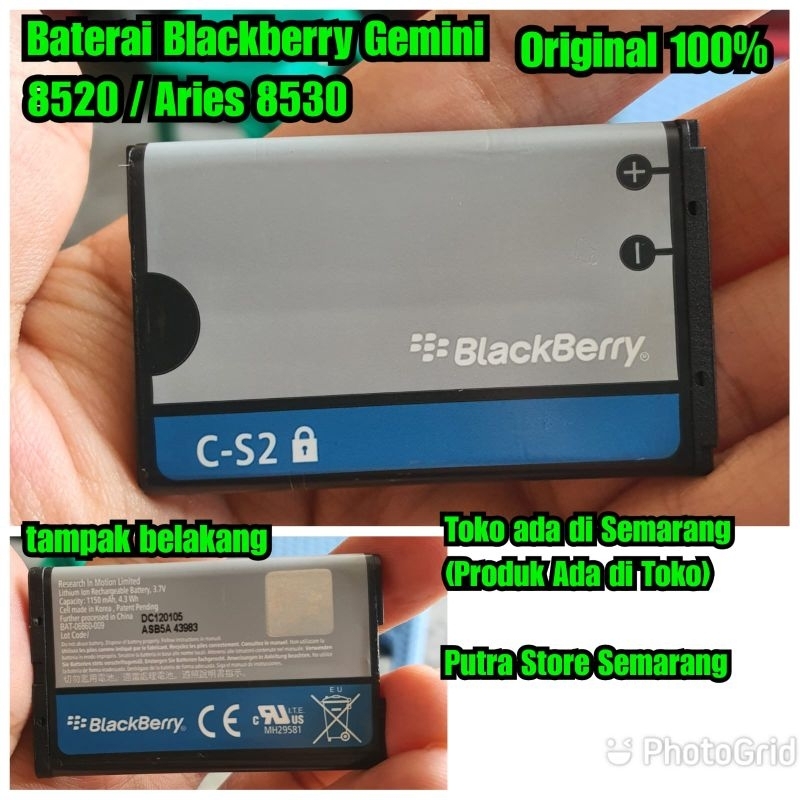 Baterai Blackberry Gemini
8520 / Aries 8530
Original 100%
+
-
BlackBerry®
C-S2
tampak belakang
Toko ada di Semarang
(Produk Ada di Toko)
Putra Store Semarang
Research In Motion Limited
Lithium Ion Rechargeable Battery, 3.7V
Capacity: 1150 mAh, 4.3 Wh
Cell made in Korea, Patent Pending
Further processed in China DC120105
BAT-06860-009 ASB5A 43983
Lot Code/
BlackBerry
CE
C UL US
I.T.E.
MH29581
EU
PhotoGrid